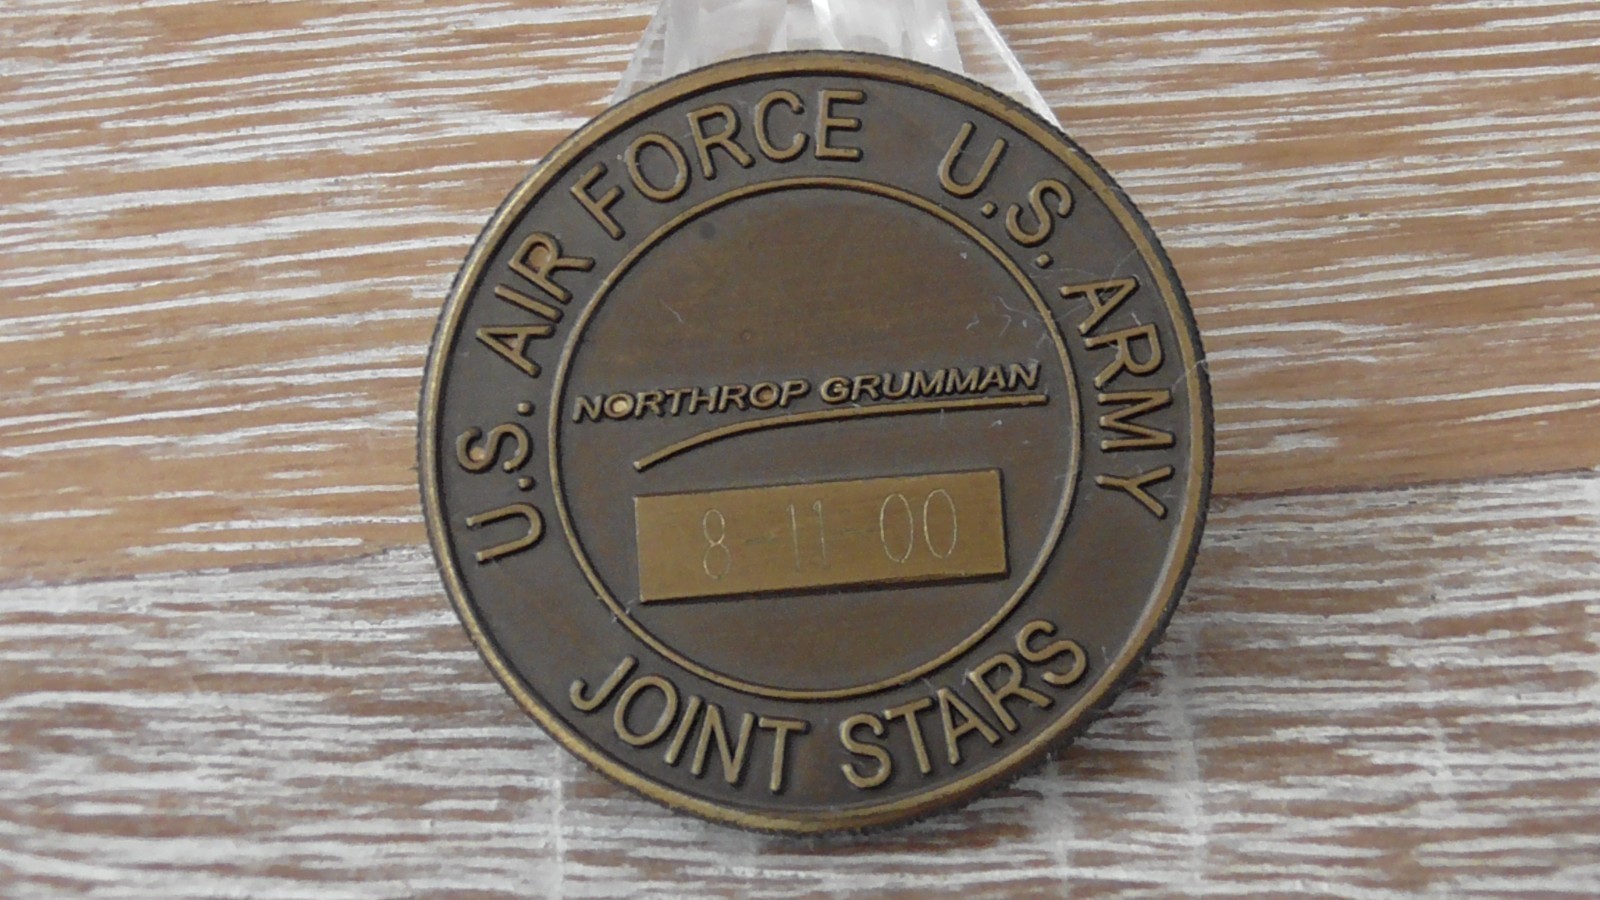 U.S. AIR FORCE U.S. ARMY
NORTHROP GRUMMAN
8-11-00
JOINT STARS